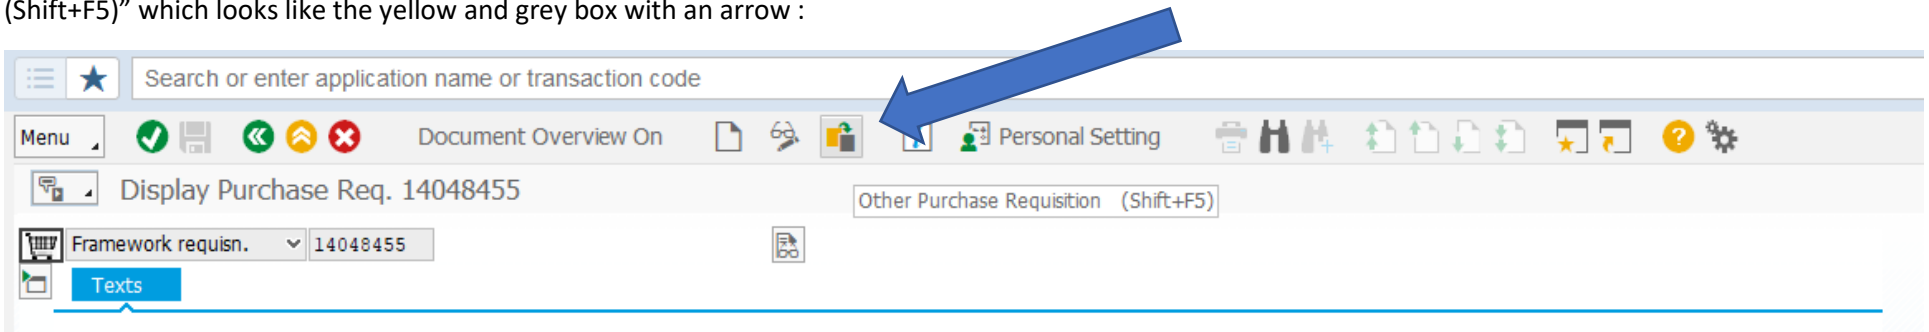 (Shift+F5)” which looks like the yellow and grey box with an arrow :
Search or enter application name or transaction code
Menu Document Overview On Personal Setting
Display Purchase Req. 14048455
Other Purchase Requisition (Shift+F5)
Framework requisn. 14048455
Texts